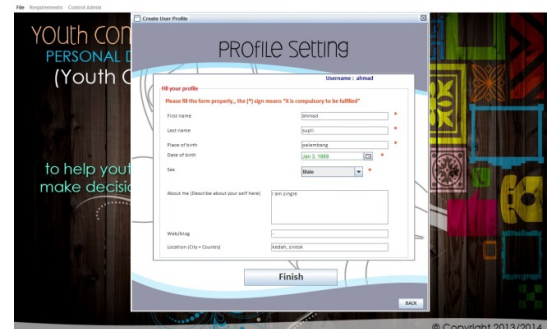 File Requirements Control Admin
Create User Profile
Youth Con
PERSONAL D
(Youth C
to help yout
make decisio
PROFILE SETTING
Username : ahmad
Fill your profile
Please fill the form properly,, the (*) sign means "it is compulsory to be fulfilled"
First name ahmad *
Last name supli *
Place of birth palembang *
Date of birth Jan 3, 1989 *
Sex Male *
About me (Describe about your self here) I am single
Web/blog -
Location (City + Country) kedah, sintok
Finish
BACK
© Copyright 2013/2014